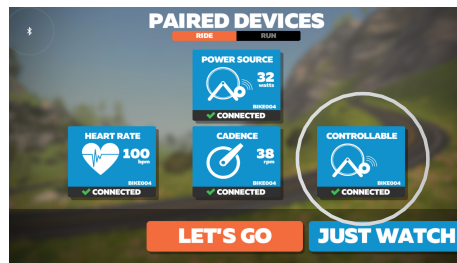 PAIRED DEVICES
RIDE RUN
POWER SOURCE
32
watts
BIKE004
CONNECTED
HEART RATE
100
bpm
BIKE004
CONNECTED
CADENCE
38
rpm
BIKE004
CONNECTED
CONTROLLABLE
BIKE004
CONNECTED
LET'S GO
JUST WATCH